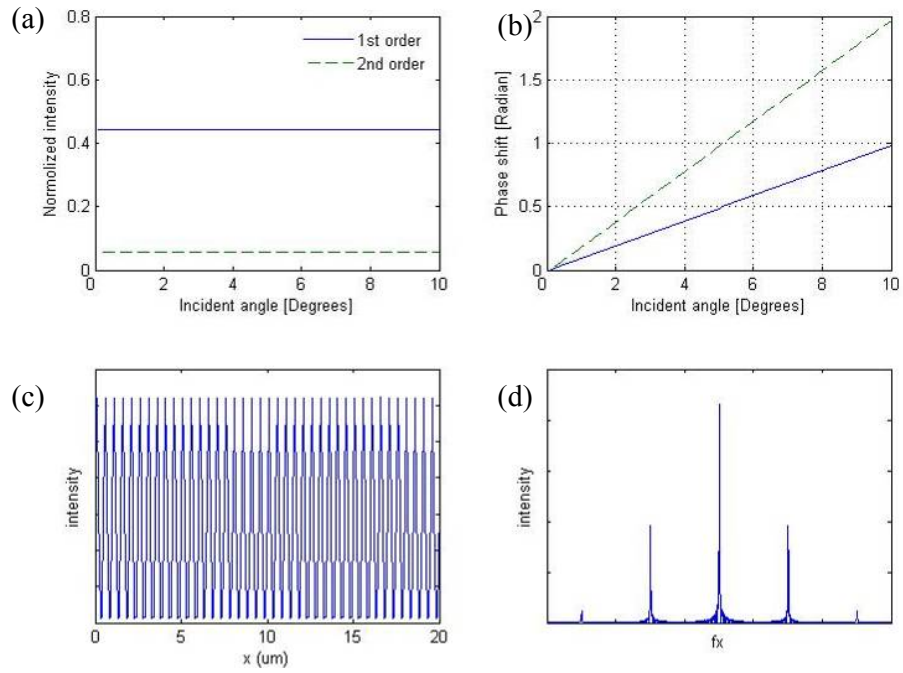 (a)
0.8
0.6
0.4
0.2
0
Normolized intensity
1st order
2nd order
0 2 4 6 8 10
Incident angle [Degrees]
(b)
2
1.5
1
0.5
0
Phase shift [Radian]
0 2 4 6 8 10
Incident angle [Degrees]
(c)
intensity
0 5 10 15 20
x (um)
(d)
intensity
fx